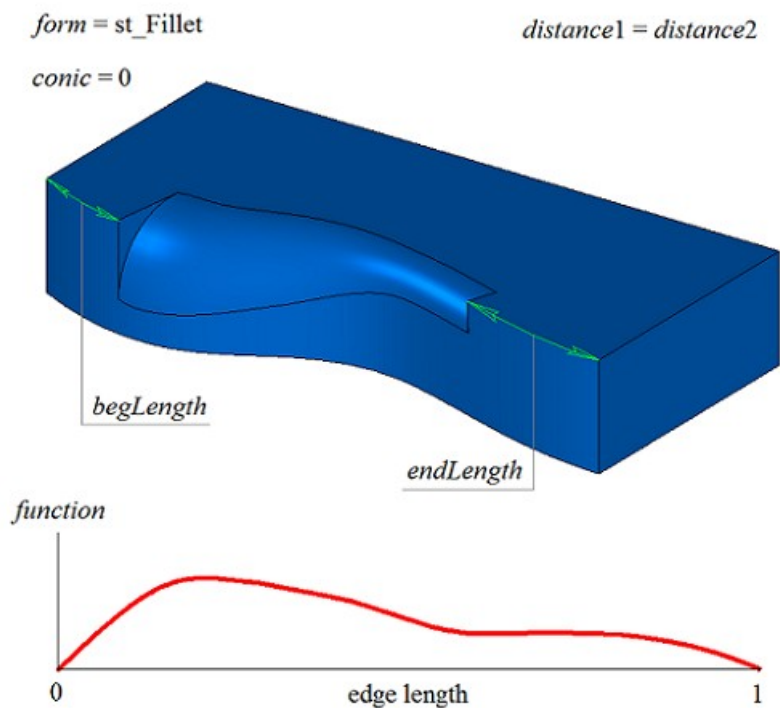 form = st_Fillet
distance1 = distance2
conic = 0
begLength
endLength
function
0
edge length
1